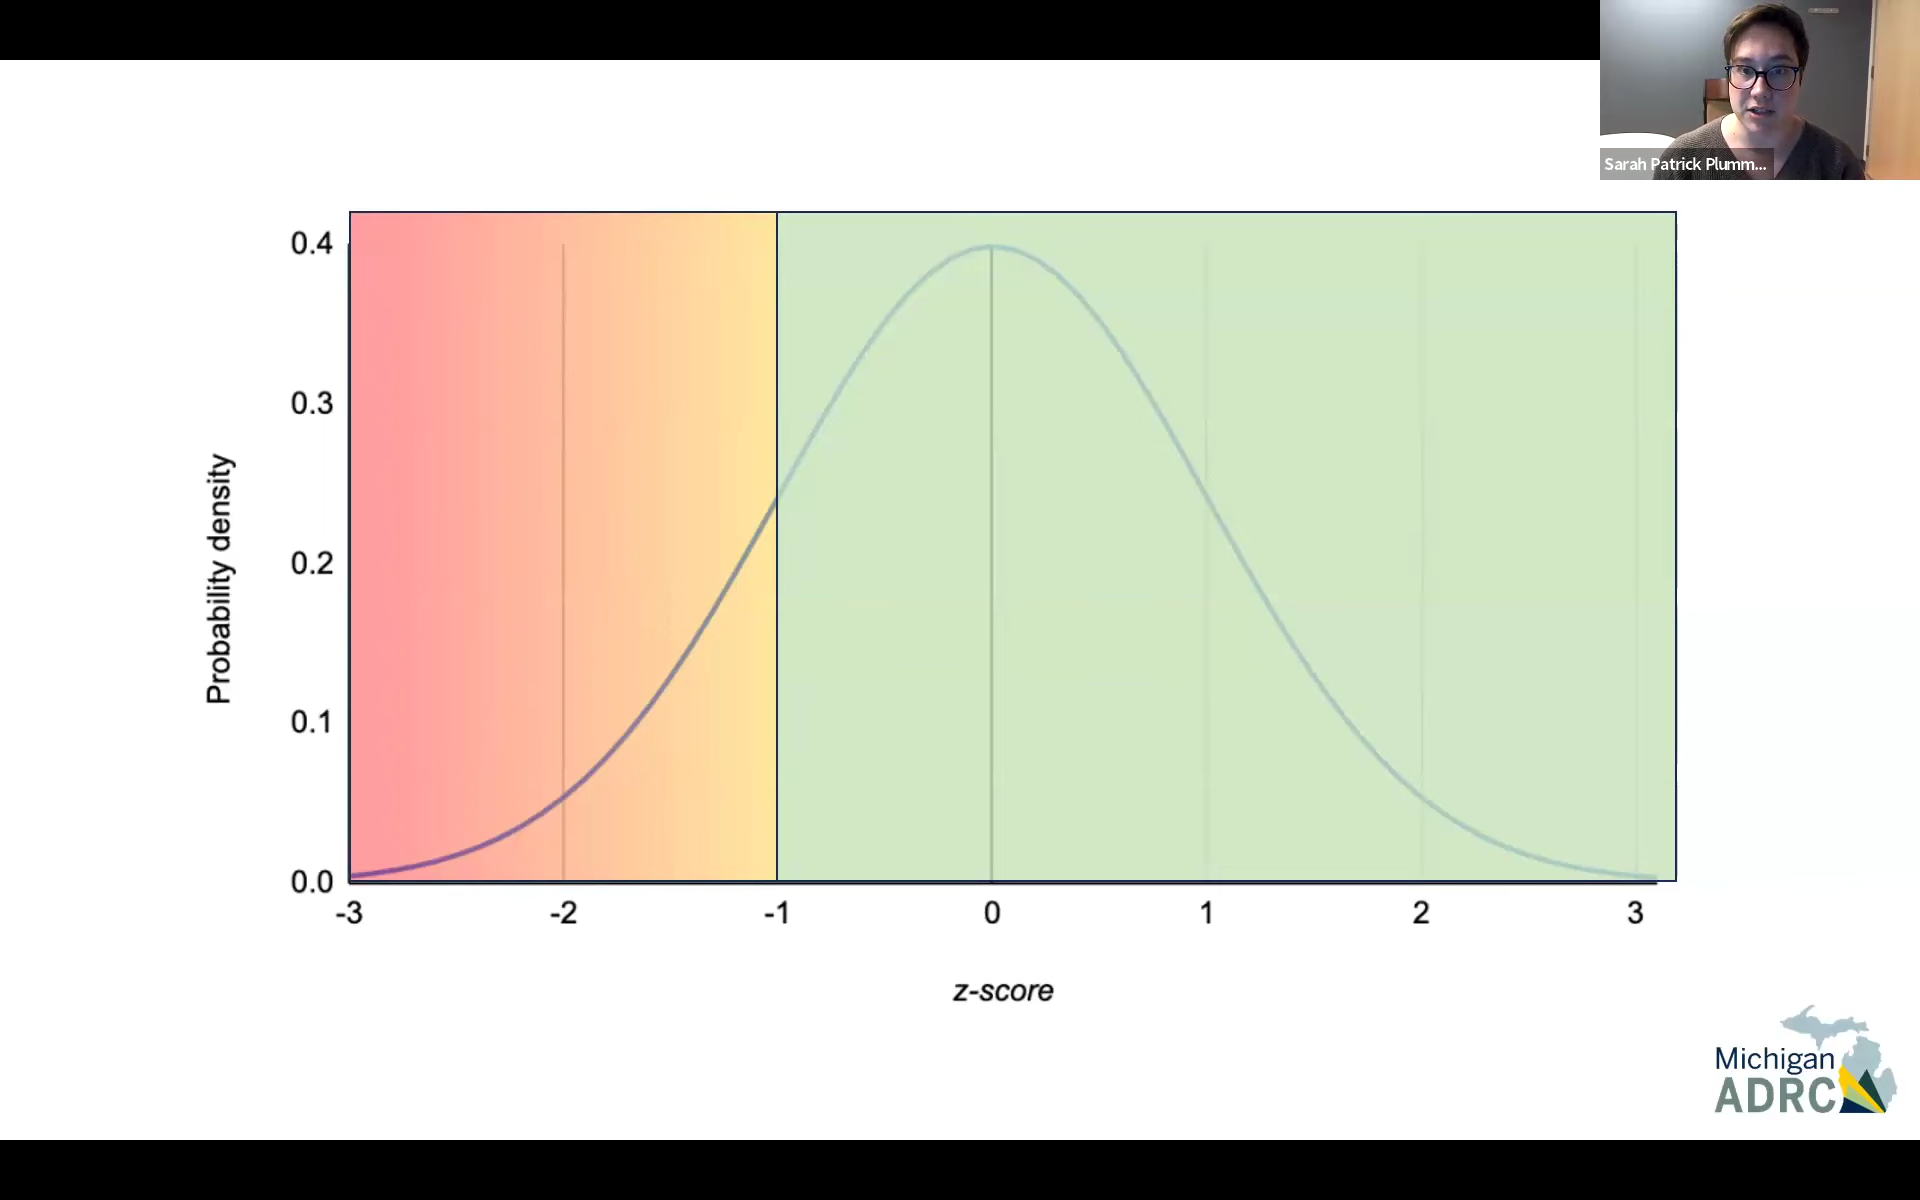 Sarah Patrick Plumm...
0.4
0.3
0.2
0.1
0.0
Probability density
-3 -2 -1 0 1 2 3
z-score
Michigan
ADRC